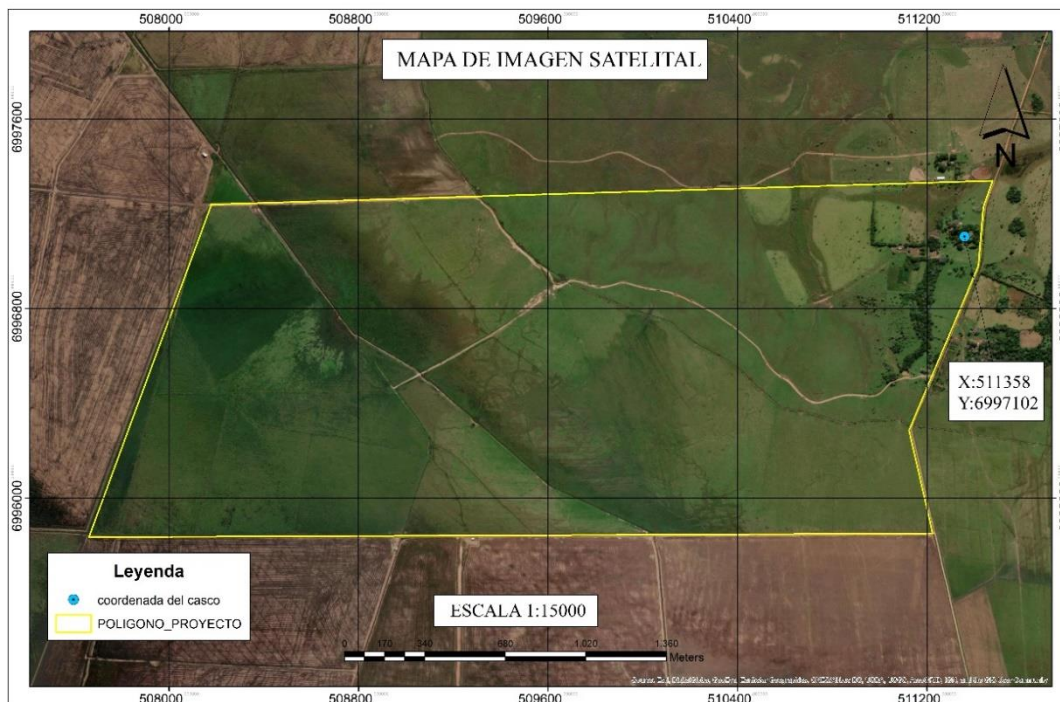 508000 508800 509600 510400 511200
MAPA DE IMAGEN SATELITAL
6997600
N
6996800
X:511358
Y:6997102
6996000
Leyenda
coordenada del casco
POLIGONO_PROYECTO
ESCALA 1:15000
0 170 340 680 1.020 1.360
Meters
508000 508800 509600 510400 511200